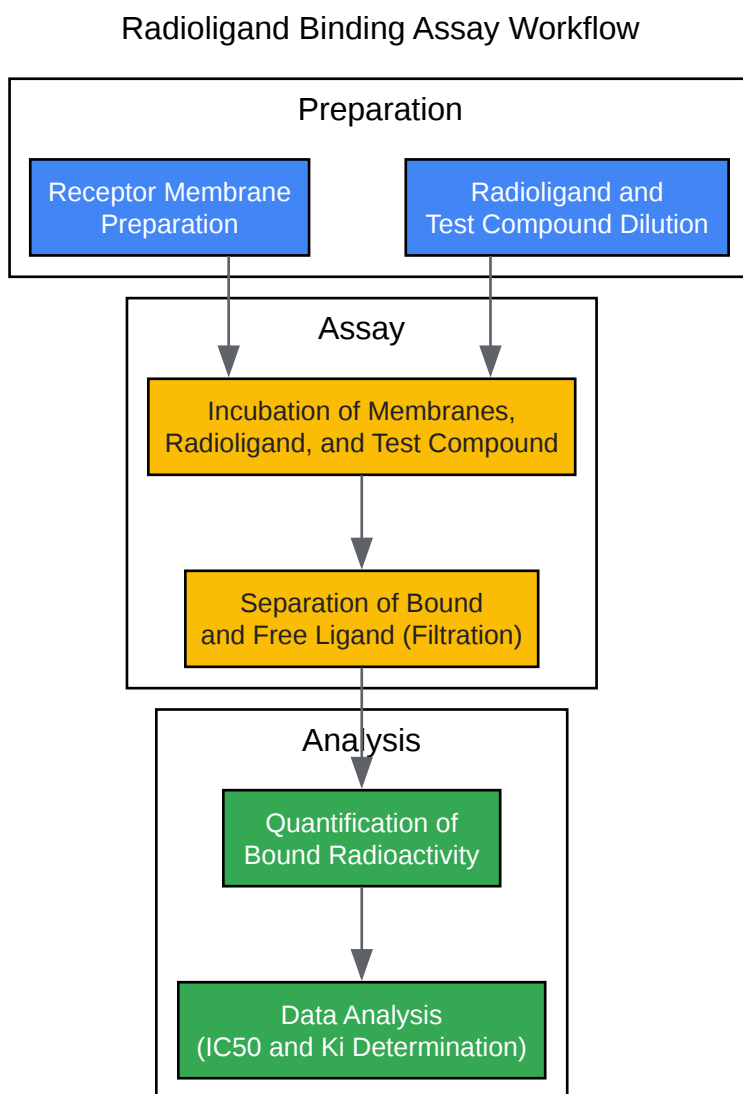 Radioligand Binding Assay Workflow
Preparation
Receptor Membrane
Preparation
Radioligand and
Test Compound Dilution
Assay
Incubation of Membranes,
Radioligand, and Test Compound
Separation of Bound
and Free Ligand (Filtration)
Analysis
Quantification of
Bound Radioactivity
Data Analysis
(IC50 and Ki Determination)